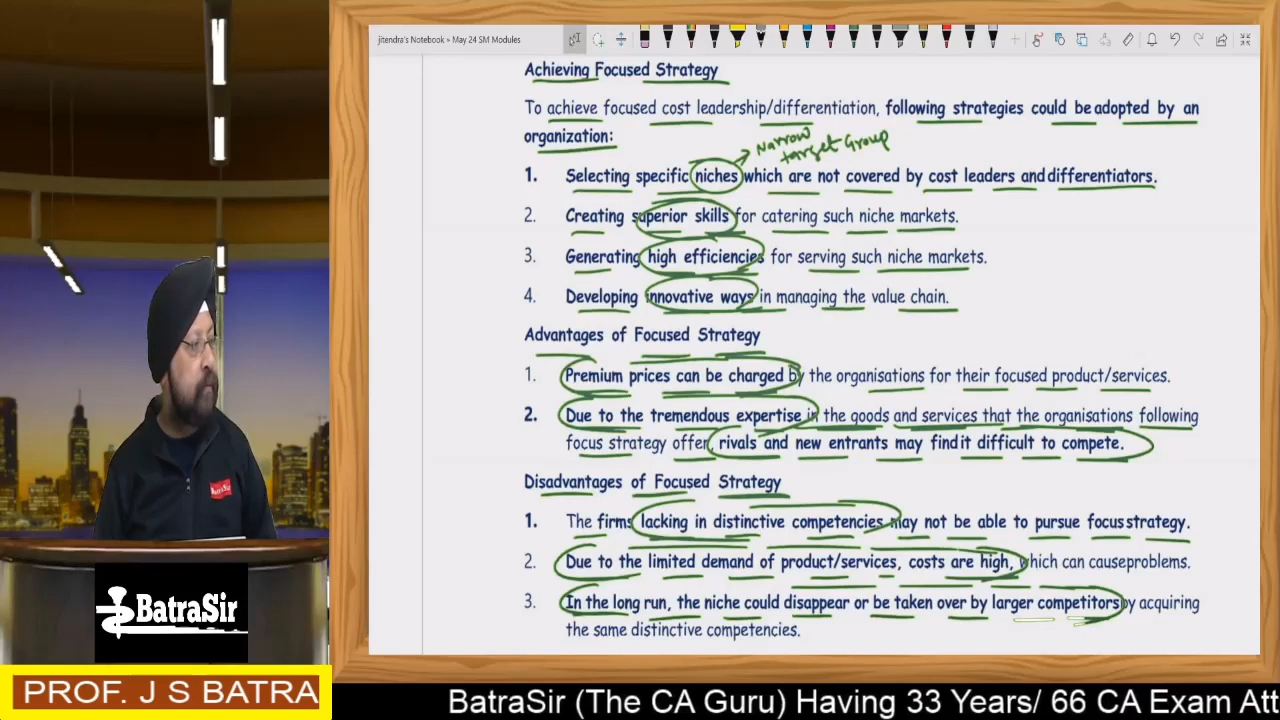 jitendra's Notebook » May 24 SM Modules
Achieving Focused Strategy
To achieve focused cost leadership/differentiation, following strategies could be adopted by an
organization:
Narrow
target Group
1. Selecting specific niches which are not covered by cost leaders and differentiators.
2. Creating superior skills for catering such niche markets.
3. Generating high efficiencies for serving such niche markets.
4. Developing innovative ways in managing the value chain.
Advantages of Focused Strategy
1. Premium prices can be charged by the organisations for their focused product/services.
2. Due to the tremendous expertise in the goods and services that the organisations following
focus strategy offer, rivals and new entrants may find it difficult to compete.
Disadvantages of Focused Strategy
1. The firms lacking in distinctive competencies may not be able to pursue focus strategy.
2. Due to the limited demand of product/services, costs are high, which can cause problems.
3. In the long run, the niche could disappear or be taken over by larger competitors by acquiring
the same distinctive competencies.
BatraSir
BatraSir
PROF. J S BATRA
BatraSir (The CA Guru) Having 33 Years/ 66 CA Exam Att